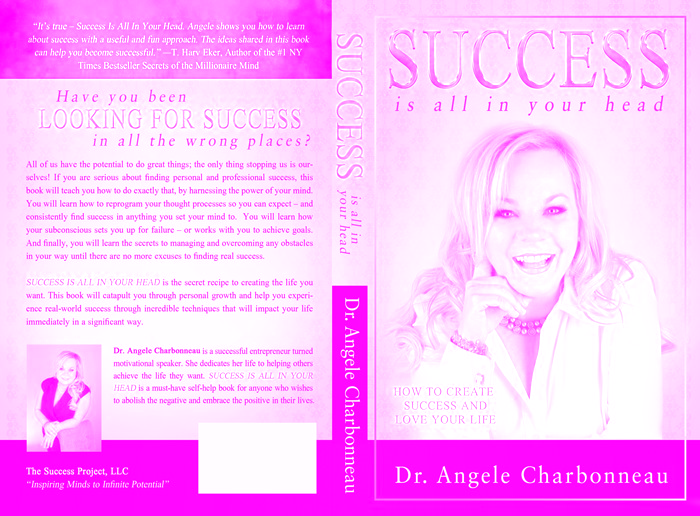 “It’s true – Success Is All In Your Head. Angele shows you how to learn
about success with a useful and fun approach. The ideas shared in this book
can help you become successful.”—T. Harv Eker, Author of the #1 NY
Times Bestseller Secrets of the Millionaire Mind
Have you been
LOOKING FOR SUCCESS
in all the wrong places?
All of us have the potential to do great things; the only thing stopping us is our-
selves! If you are serious about finding personal and professional success, this
book will teach you how to do exactly that, by harnessing the power of your mind.
You will learn how to reprogram your thought processes so you can expect – and
consistently find success in anything you set your mind to. You will learn how
your subconscious sets you up for failure – or works with you to achieve goals.
And finally, you will learn the secrets to managing and overcoming any obstacles
in your way until there are no more excuses to finding real success.
SUCCESS IS ALL IN YOUR HEAD is the secret recipe to creating the life you
want. This book will catapult you through personal growth and help you experi-
ence real-world success through incredible techniques that will impact your life
immediately in a significant way.
Dr. Angele Charbonneau is a successful entrepreneur turned
motivational speaker. She dedicates her life to helping others
achieve the life they want. SUCCESS IS ALL IN YOUR
HEAD is a must-have self-help book for anyone who wishes
to abolish the negative and embrace the positive in their lives.
The Success Project, LLC
“Inspiring Minds to Infinite Potential”
SUCCESS
is all in
your head
Dr. Angele Charbonneau
SUCCESS
is all in your head
HOW TO CREATE
SUCCESS AND
LOVE YOUR LIFE
Dr. Angele Charbonneau